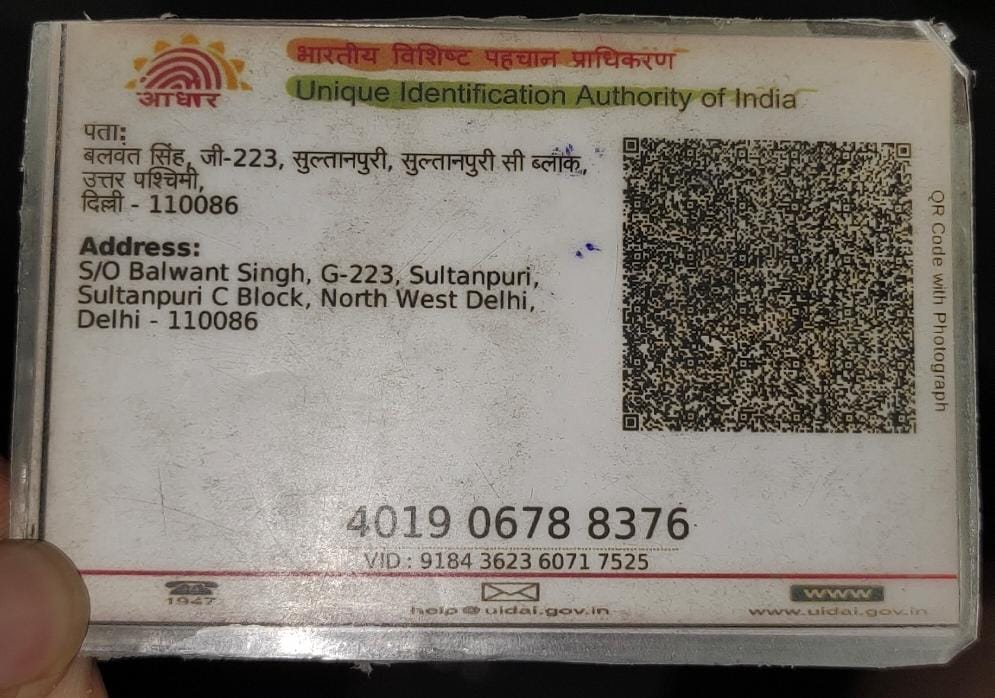 आधार
भारतीय विशिष्ट पहचान प्राधिकरण
Unique Identification Authority of India
पता:
बलवंत सिंह, जी-223, सुल्तानपुरी, सुल्तानपुरी सी ब्लॉक,
उत्तर पश्चिमी,
दिल्ली - 110086
Address:
S/O Balwant Singh, G-223, Sultanpuri,
Sultanpuri C Block, North West Delhi,
Delhi - 110086
QR Code with Photograph
4019 0678 8376
VID : 9184 3623 6071 7525
1947
help@uidai.gov.in
www
www.uidai.gov.in